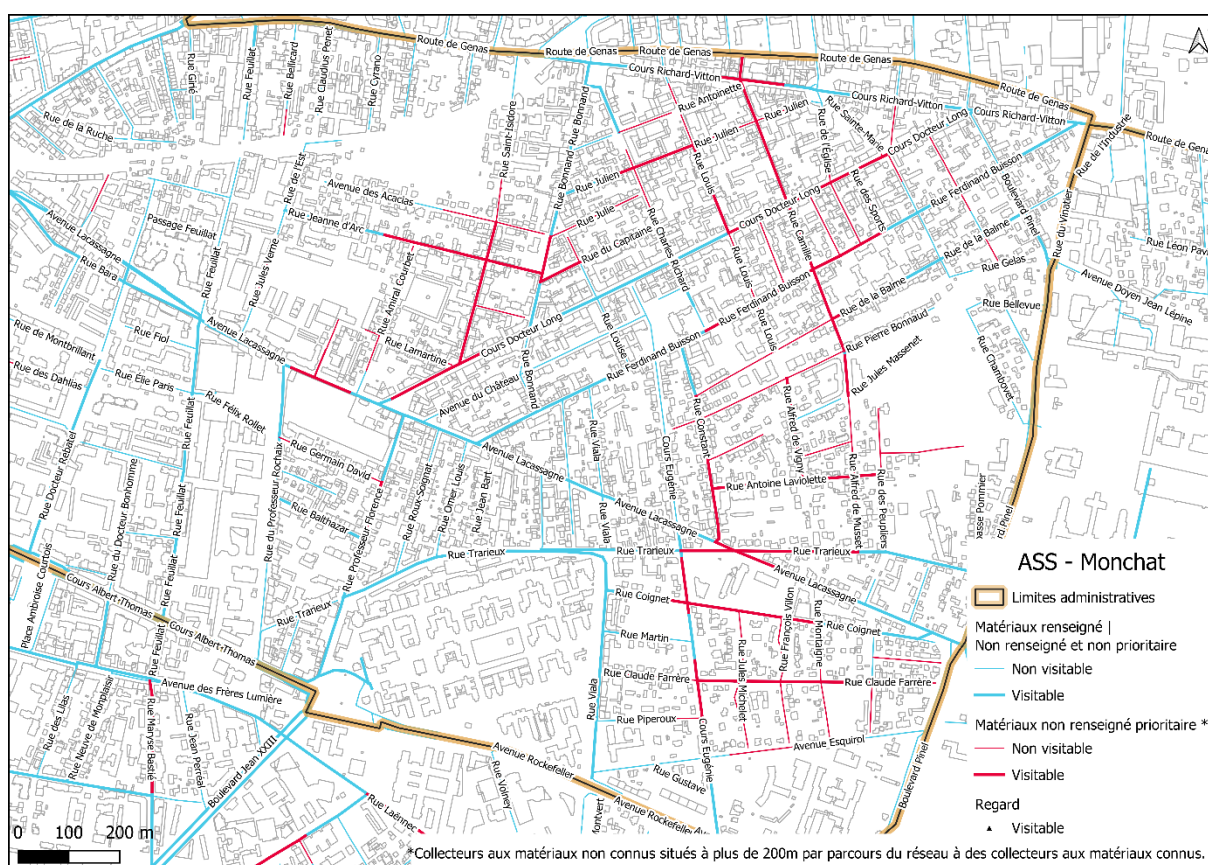 Route de Genas
Route de Genas
Route de Genas
Route de Genas
Route de Genas
Route de Gena
Rue Girié
Rue Feuillat
Rue Bellicard
Rue Claudius Penet
Rue Cyrano
Cours Richard-Vitton
Cours Richard-Vitton
Cours Richard-Vitton
Rue de la Ruche
Rue Saint-Isidore
Rue Bonnand
Rue Bonnand
Rue Antoinette
Rue Julien
Rue Julien
Rue Julien
Rue de l'Église
Rue Sainte-Marie
Cours Docteur Long
Rue de l'Industrie
Rue de l'Est
Avenue des Acacias
Rue Jeanne d'Arc
Rue Julie
Rue Louis
Cours Docteur Long
Rue des Sports
Rue Ferdinand Buisson
Boulevard Pinel
Rue du Vinatier
Avenue Lacassagne
Passage Feuillat
Rue Bara
Rue Feuillat
Rue Jules Verne
Rue Amiral Courbet
Rue du Capitaine
Rue Charles Richard
Rue Louis
Rue Camille
Rue de la Balme
Rue Gelas
Rue Léon Pavi
Avenue Doyen Jean Lépine
Rue de Montbrillant
Rue Fiol
Avenue Lacassagne
Rue Lamartine
Cours Docteur Long
Rue Louise
Rue Ferdinand Buisson
Rue Ferdinand Buisson
Rue Louis
Rue de la Balme
Rue Pierre Bonnaud
Rue Bellevue
Rue Chambovet
Rue des Dahlias
Rue Élie Paris
Rue Félix Rollet
Avenue du Château
Rue Bonnand
Rue Jules Massenet
Rue Docteur Rebatel
Rue Feuillat
Rue Germain David
Rue Viala
Rue Constant
Rue Alfred de Vigny
Cours Eugénie
Rue du Docteur Bonhomme
Rue Feuillat
Rue du Professeur Rochaix
Rue Balthazar
Rue Professeur Florence
Rue Roux-Soignat
Rue Omer Louis
Rue Jean Bart
Avenue Lacassagne
Rue Viala
Avenue Lacassagne
Rue Antoine Laviolette
Rue Alfred de Musset
Rue des Peupliers
asse Pommier
ard Pinel
Rue Trarieux
Rue Trarieux
Rue Trarieux
Avenue Lacassagne
Cours Albert-Thomas
Cours Albert-Thomas
Place Ambroise Courtois
Rue Feuillat
Rue Trarieux
Rue Coignet
Rue Coignet
Rue Martin
Rue François Villon
Rue Montaigne
Rue Jules Michelet
Rue Claude Farrère
Rue Claude Farrère
Rue des Lilas
Rue Neuve de Monplaisir
Avenue des Frères Lumière
Rue Maryse Bastié
Rue Jean Perréal
Boulevard Jean XXIII
Rue Viala
Rue Piperoux
Cours Eugénie
Avenue Esquirol
Boulevard Pinel
Avenue Rockefeller
Rue Volney
Montvert
Rue Gustave
Avenue Rockefeller
Av
Rue Laënnec
ASS - Monchat
Limites administratives
Matériaux renseigné |
Non renseigné et non prioritaire
Non visitable
Visitable
Matériaux non renseigné prioritaire *
Non visitable
Visitable
Regard
Visitable
0 100 200 m
*Collecteurs aux matériaux non connus situés à plus de 200m par parcours du réseau à des collecteurs aux matériaux connus.